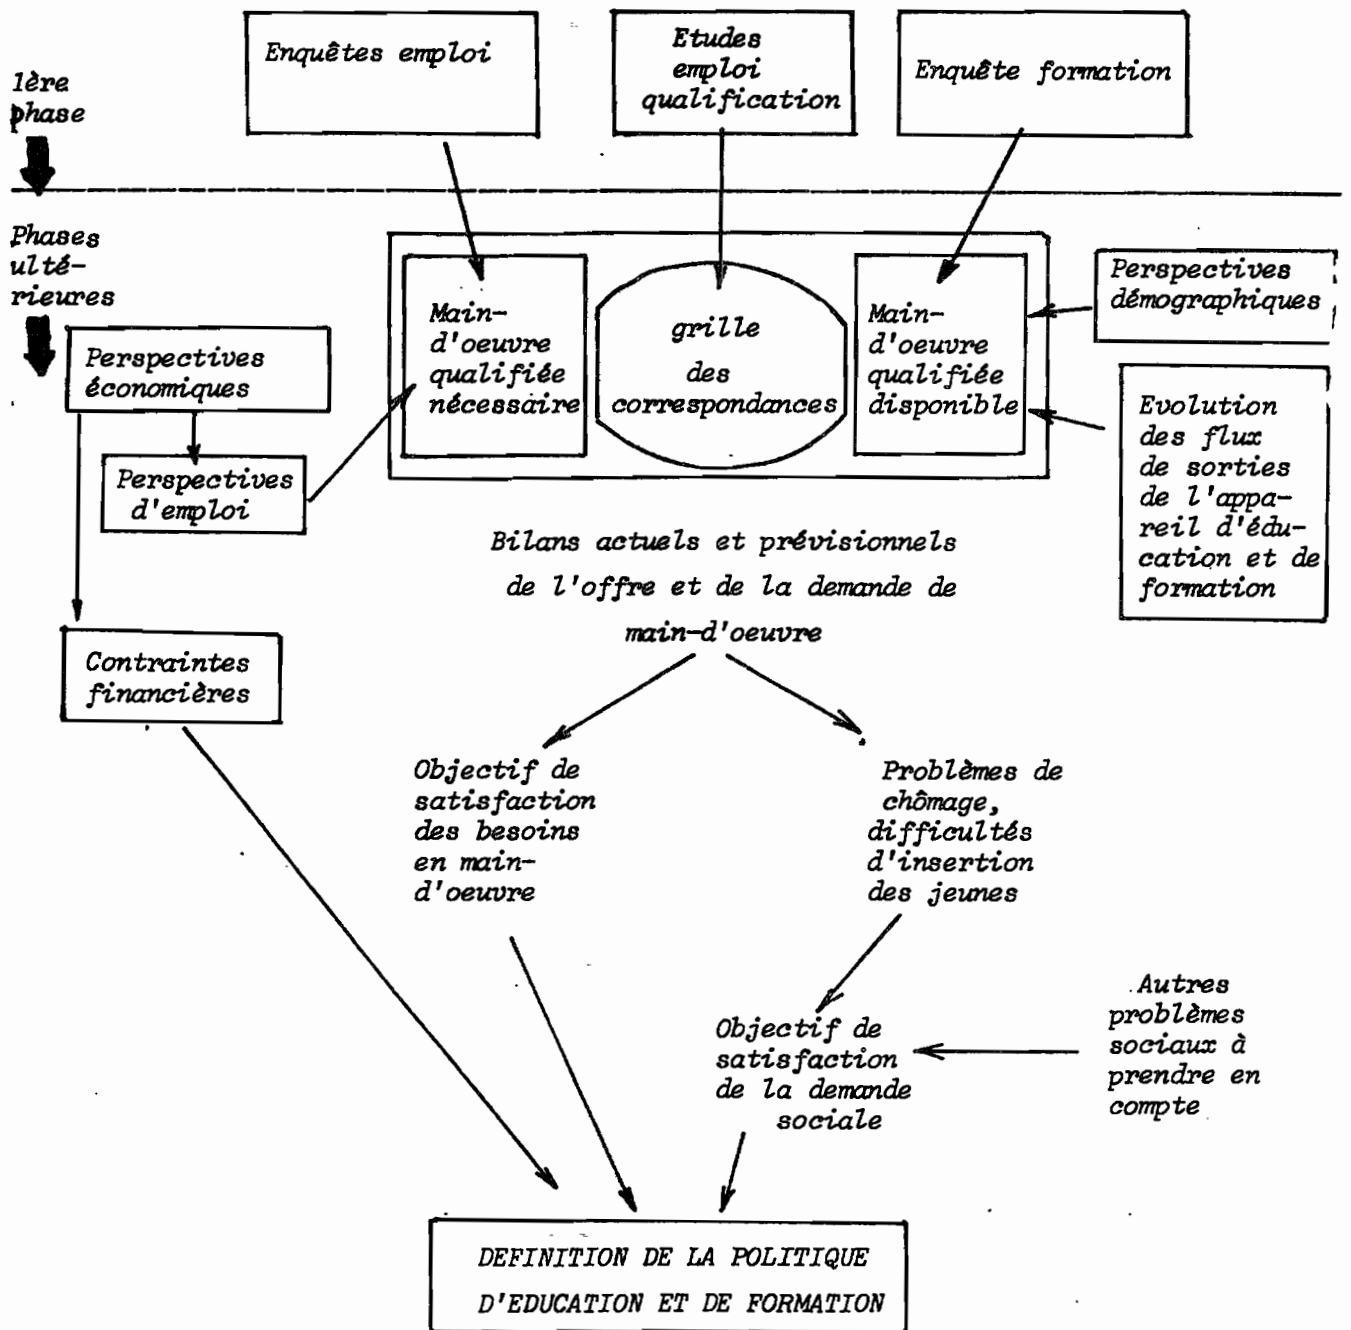 Enquêtes emploi
Etudes
emploi
qualification
Enquête formation
1ère
phase
Phases
ulté-
rieures
Perspectives
économiques
Perspectives
d'emploi
Main-
d'oeuvre
qualifiée
nécessaire
grille
des
correspondances
Main-
d'oeuvre
qualifiée
disponible
Perspectives
démographiques
Evolution
des flux
de sorties
de l'appa-
reil d'édu-
cation et de
formation
Bilans actuels et prévisionnels
de l'offre et de la demande de
main-d'oeuvre
Contraintes
financières
Objectif de
satisfaction
des besoins
en main-
d'oeuvre
Problèmes de
chômage,
difficultés
d'insertion
des jeunes
Objectif de
satisfaction
de la demande
sociale
Autres
problèmes
sociaux à
prendre en
compte
DEFINITION DE LA POLITIQUE
D'EDUCATION ET DE FORMATION